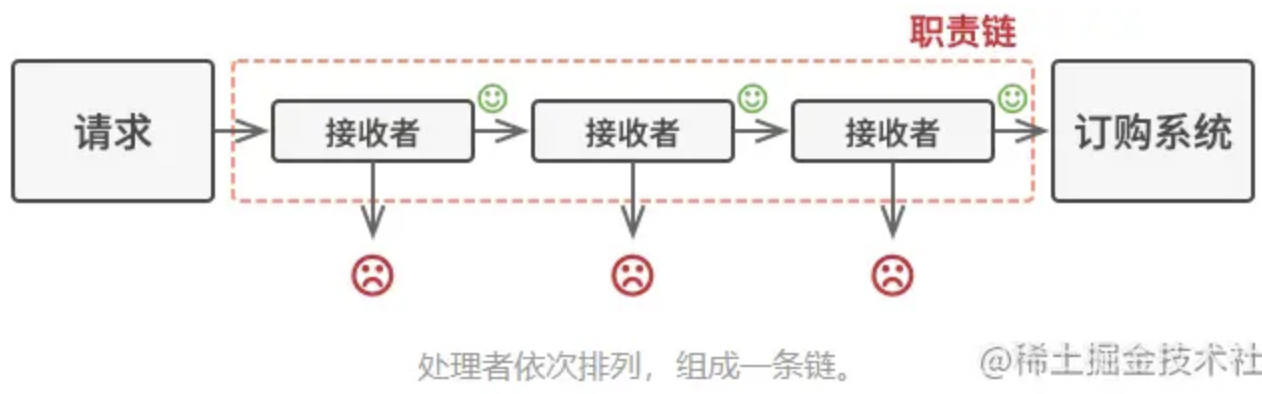 职责链
请求
接收者
接收者
接收者
订购系统
处理者依次排列，组成一条链。
@稀土掘金技术社